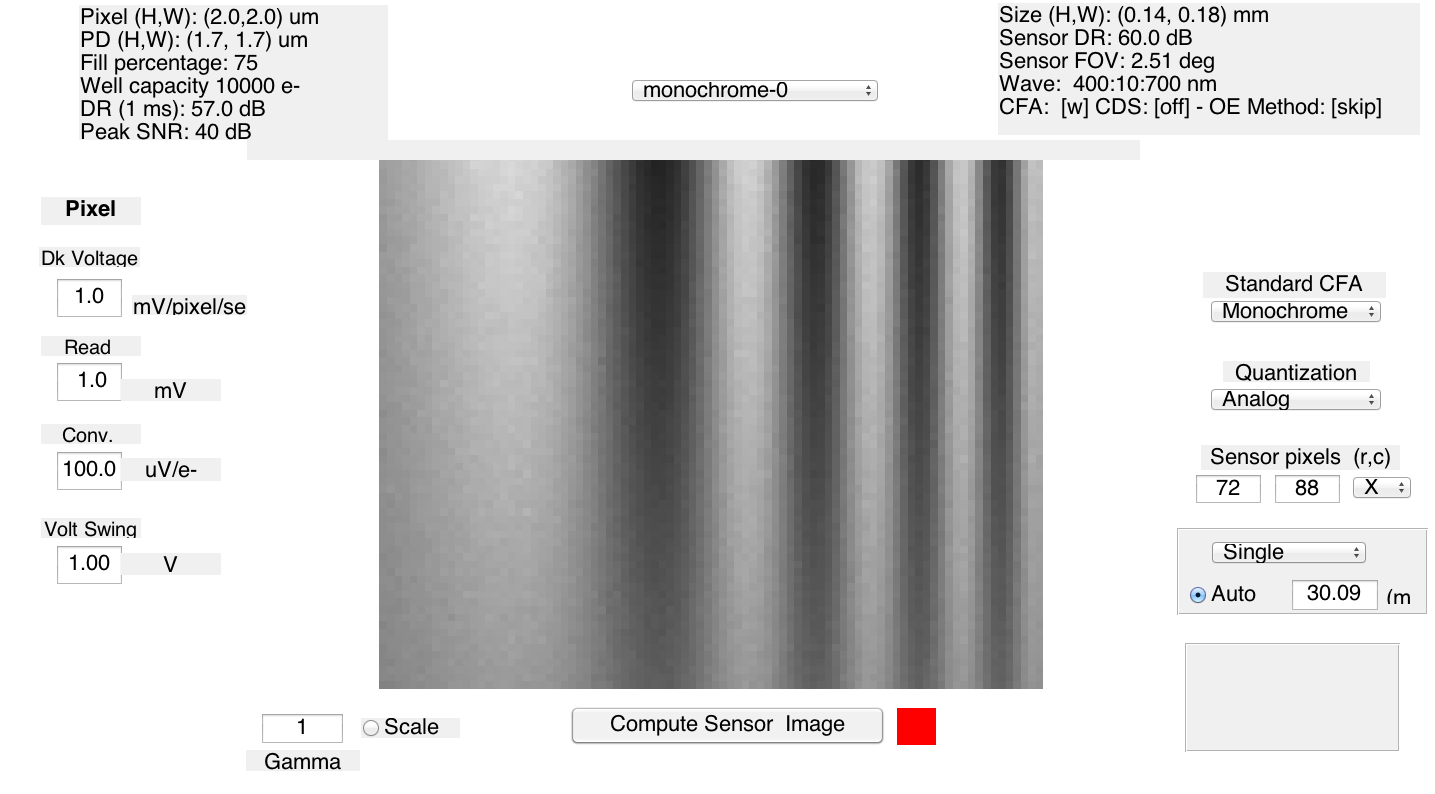 Pixel (H,W): (2.0,2.0) um
PD (H,W): (1.7, 1.7) um
Fill percentage: 75
Well capacity 10000 e-
DR (1 ms): 57.0 dB
Peak SNR: 40 dB
monochrome-0
Size (H,W): (0.14, 0.18) mm
Sensor DR: 60.0 dB
Sensor FOV: 2.51 deg
Wave:  400:10:700 nm
CFA:  [w] CDS: [off] - OE Method: [skip]
Pixel
Dk Voltage
1.0 mV/pixel/se
Read
1.0 mV
Conv.
100.0 uV/e-
Volt Swing
1.00 V
Standard CFA
Monochrome
Quantization
Analog
Sensor pixels  (r,c)
72 88 X
Single
Auto 30.09 (m
1 Scale
Gamma
Compute Sensor  Image